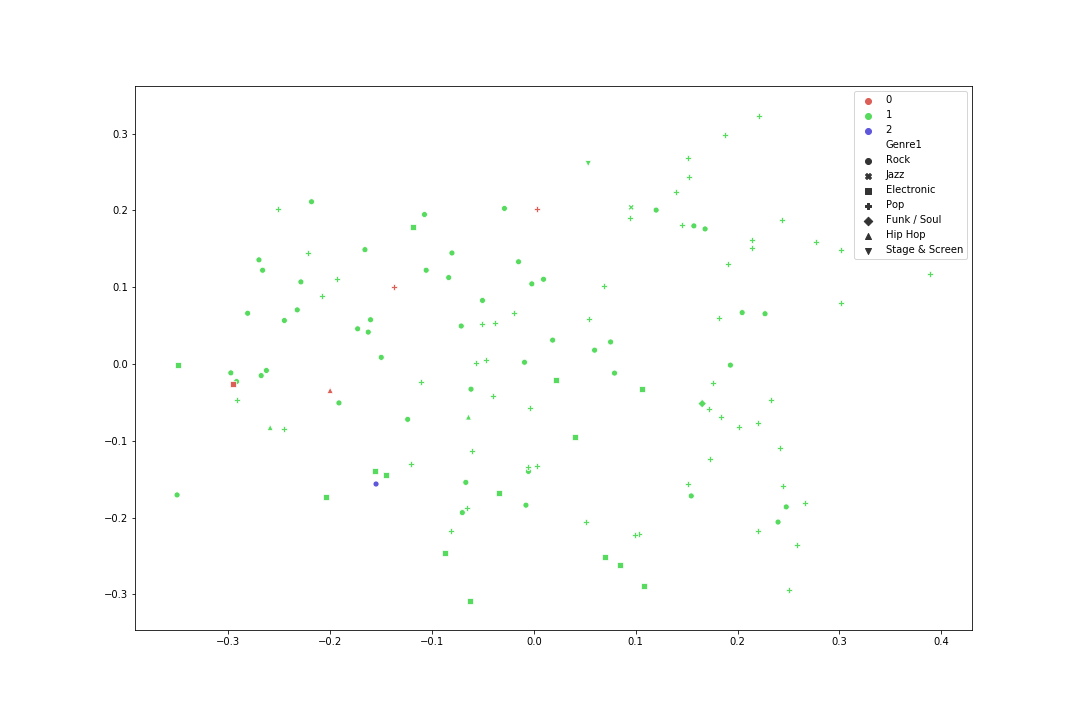 0
1
2
Genre1
Rock
Jazz
Electronic
Pop
Funk / Soul
Hip Hop
Stage & Screen
0.3
0.2
0.1
0.0
−0.1
−0.2
−0.3
−0.3 −0.2 −0.1 0.0 0.1 0.2 0.3 0.4